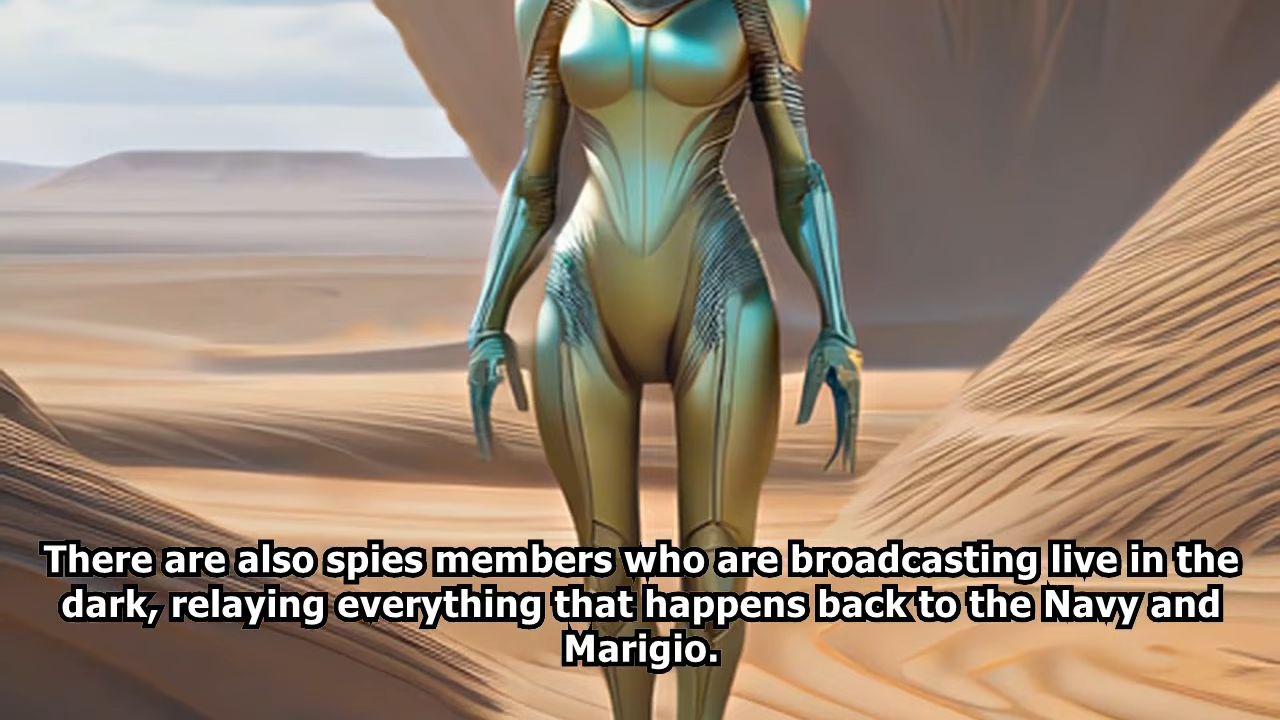 There are also spies members who are broadcasting live in the
dark, relaying everything that happens back to the Navy and
Marigio.